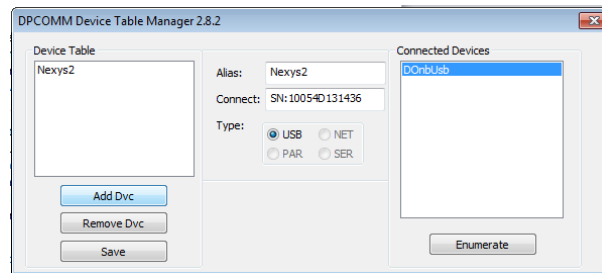 DPCOMM Device Table Manager 2.8.2
Device Table
Nexys2
Add Dvc
Remove Dvc
Save
Alias: Nexys2
Connect: SN:10054D131436
Type:
USB NET
PAR SER
Connected Devices
DOnbUsb
Enumerate